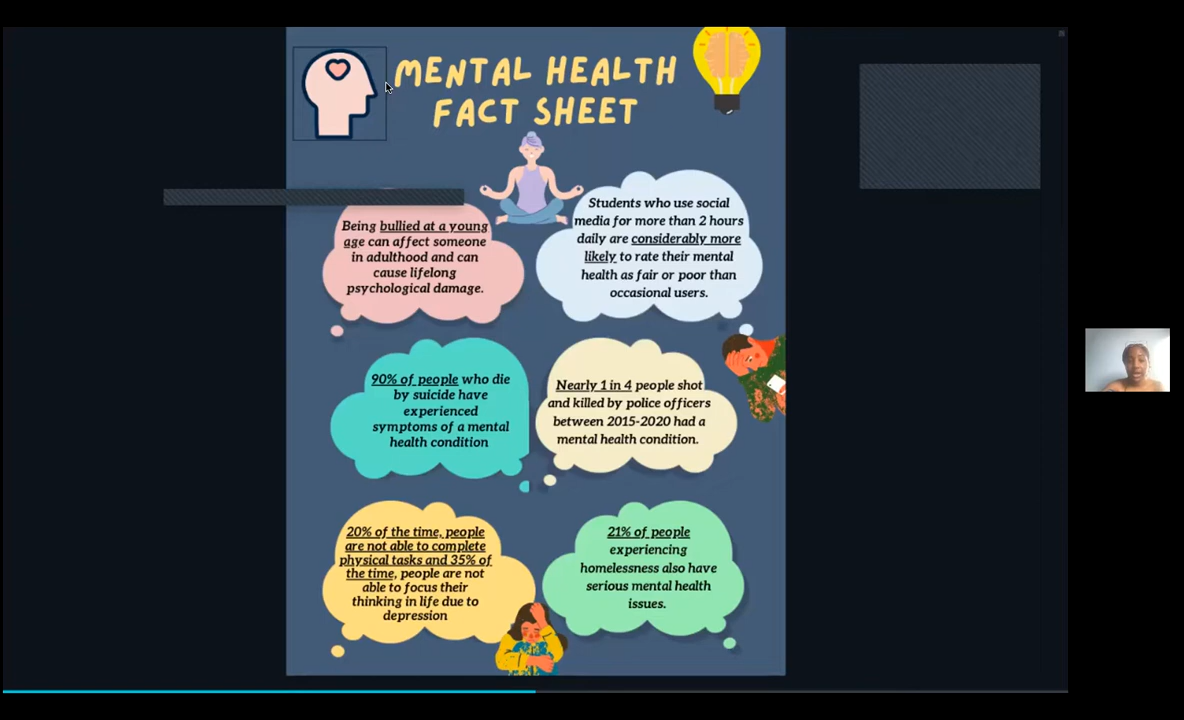 MENTAL HEALTH
FACT SHEET
Being bullied at a young
age can affect someone
in adulthood and can
cause lifelong
psychological damage.
Students who use social
media for more than 2 hours
daily are considerably more
likely to rate their mental
health as fair or poor than
occasional users.
90% of people who die
by suicide have
experienced
symptoms of a mental
health condition
Nearly 1 in 4 people shot
and killed by police officers
between 2015-2020 had a
mental health condition.
20% of the time, people
are not able to complete
physical tasks and 35% of
the time, people are not
able to focus their
thinking in life due to
depression
21% of people
experiencing
homelessness also have
serious mental health
issues.